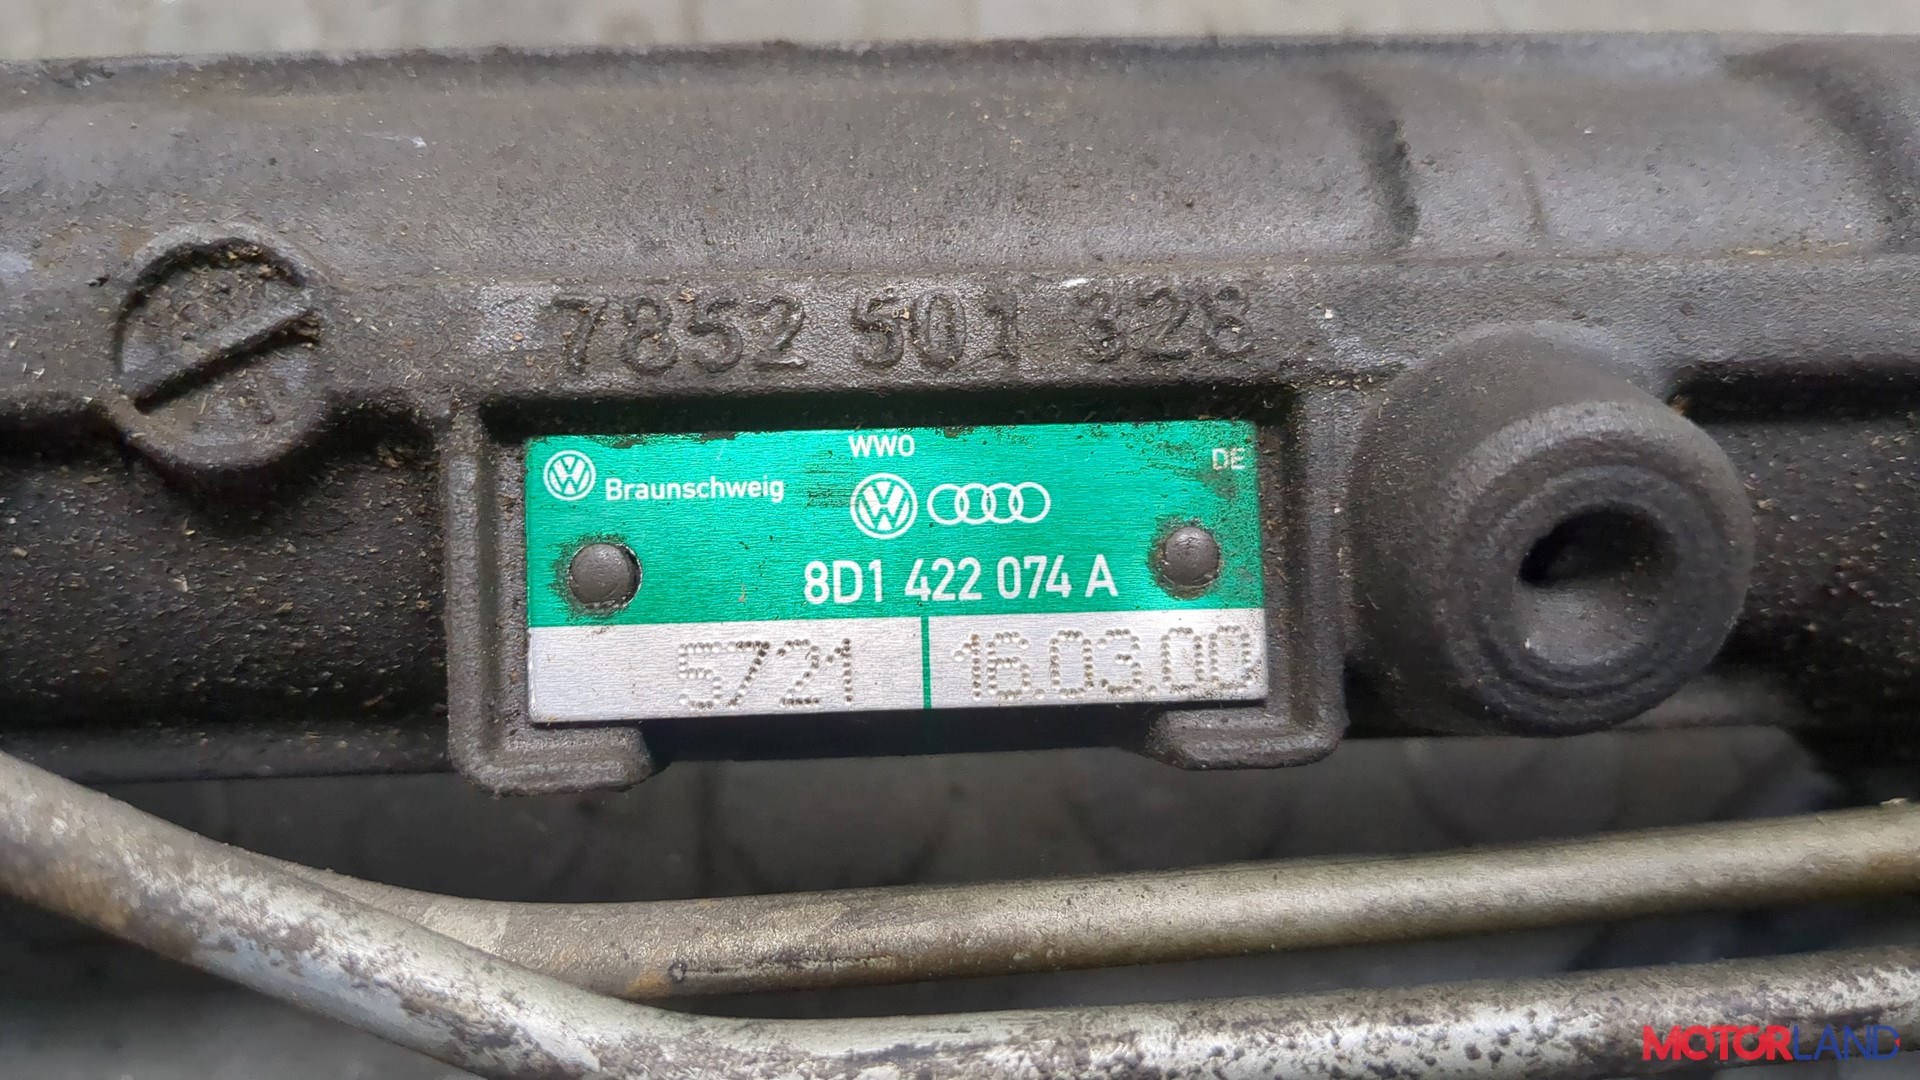 7852 501 328
WWO
DE
Braunschweig
8D1 422 074 A
5721 16.03.00
MOTORLAND